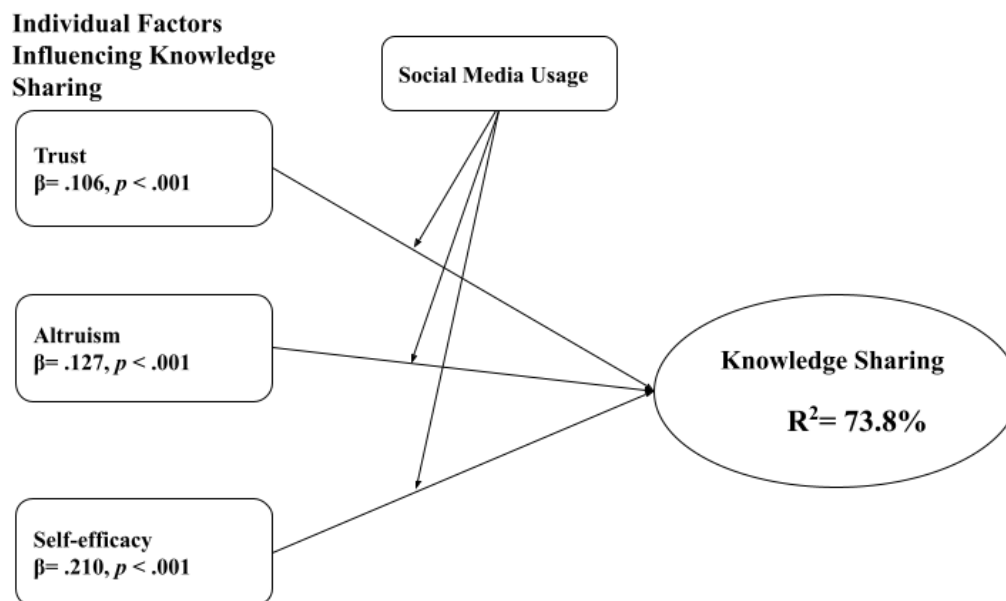 Individual Factors
Influencing Knowledge
Sharing
Social Media Usage
Trust
β= .106, p < .001
Altruism
β= .127, p < .001
Knowledge Sharing
R²= 73.8%
Self-efficacy
β= .210, p < .001